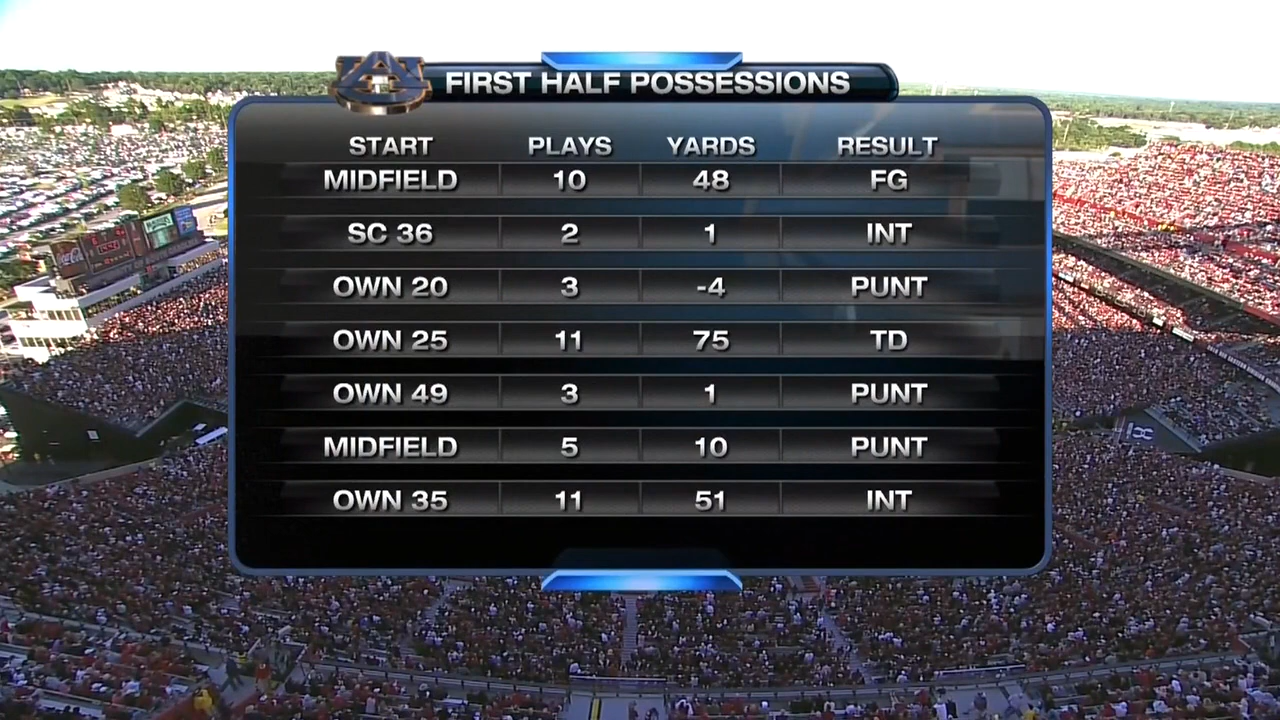 FIRST HALF POSSESSIONS
START PLAYS YARDS RESULT
MIDFIELD 10 48 FG
SC 36 2 1 INT
OWN 20 3 -4 PUNT
OWN 25 11 75 TD
OWN 49 3 1 PUNT
MIDFIELD 5 10 PUNT
OWN 35 11 51 INT